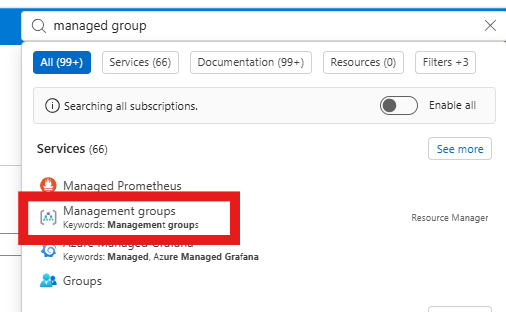 managed group
All (99+)
Services (66)
Documentation (99+)
Resources (0)
Filters +3
Searching all subscriptions.
Enable all
Services (66)
See more
Managed Prometheus
Management groups
Keywords: Management groups
Resource Manager
Azure Managed Grafana
Keywords: Managed, Azure Managed Grafana
Groups